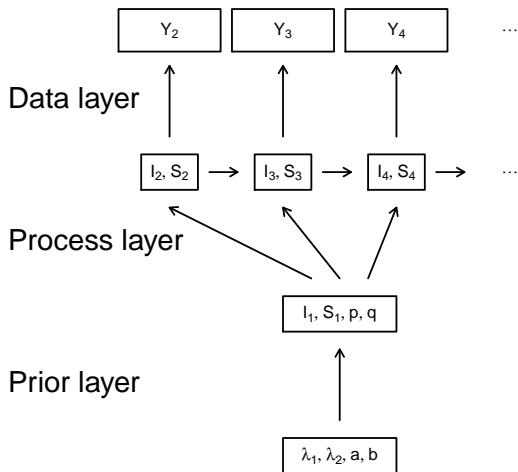 Y₂ Y₃ Y₄ ...
Data layer
I₂, S₂ I₃, S₃ I₄, S₄ ...
Process layer
I₁, S₁, p, q
Prior layer
λ₁, λ₂, a, b